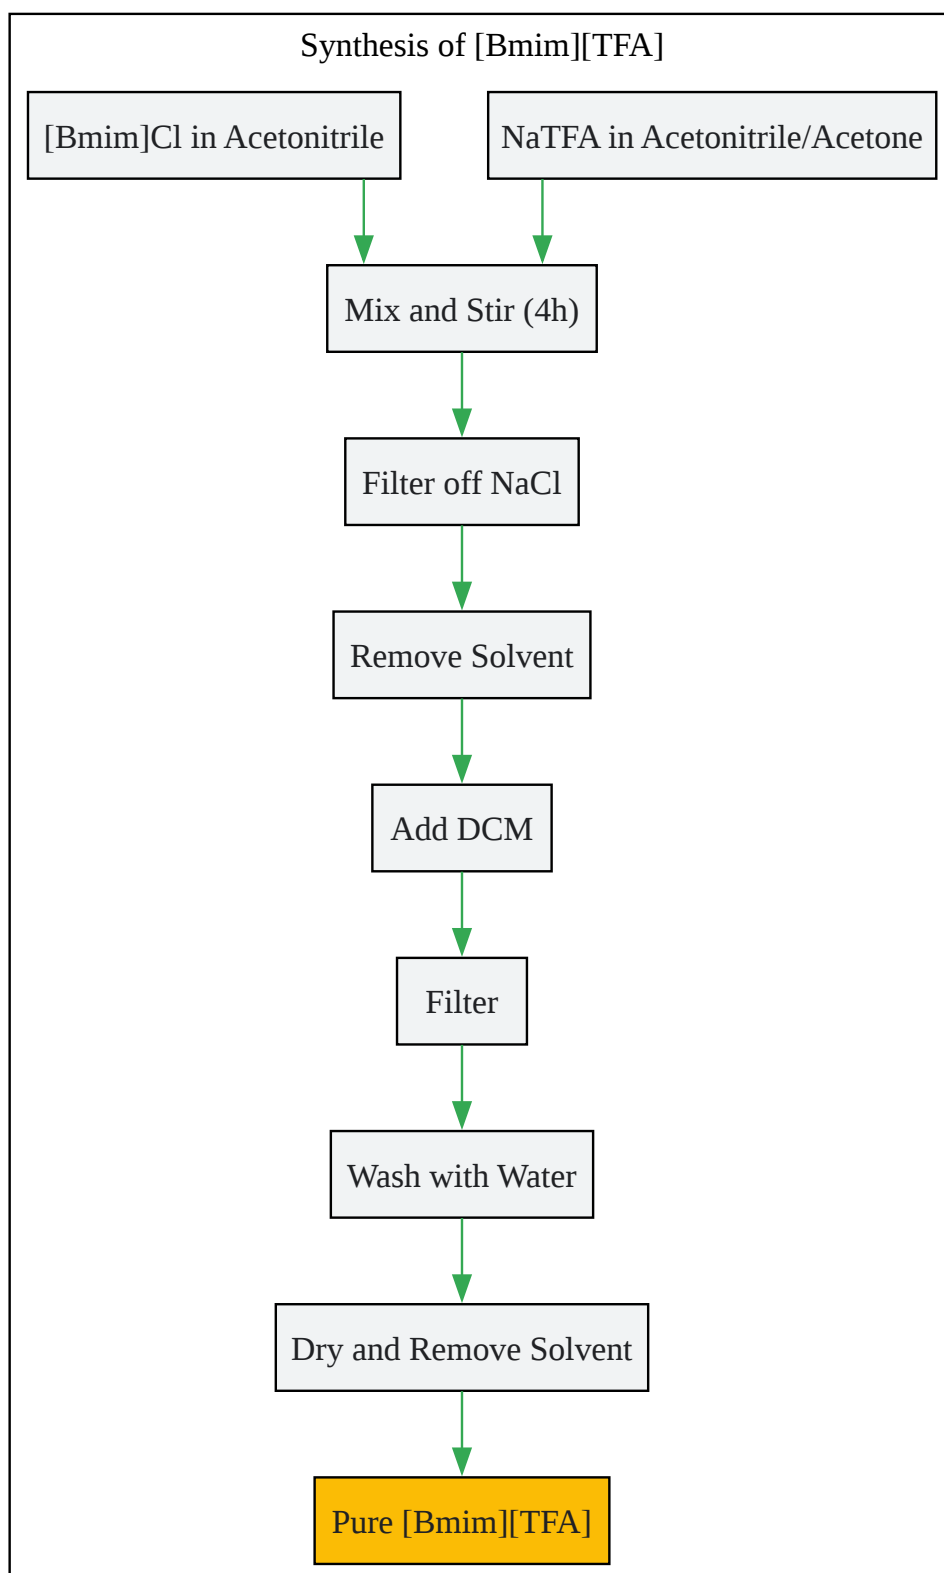 Synthesis of [Bmim][TFA]
[Bmim]Cl in Acetonitrile
NaTFA in Acetonitrile/Acetone
Mix and Stir (4h)
Filter off NaCl
Remove Solvent
Add DCM
Filter
Wash with Water
Dry and Remove Solvent
Pure [Bmim][TFA]